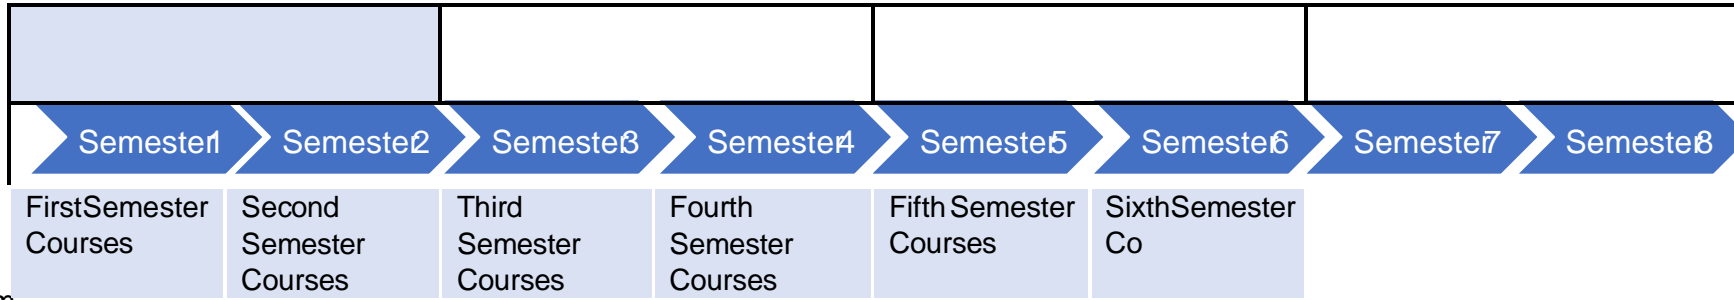 Semester1 Semester2 Semester3 Semester4 Semester5 Semester6 Semester7 Semester8
FirstSemester
Courses
Second
Semester
Courses
Third
Semester
Courses
Fourth
Semester
Courses
Fifth Semester
Courses
SixthSemester
Co